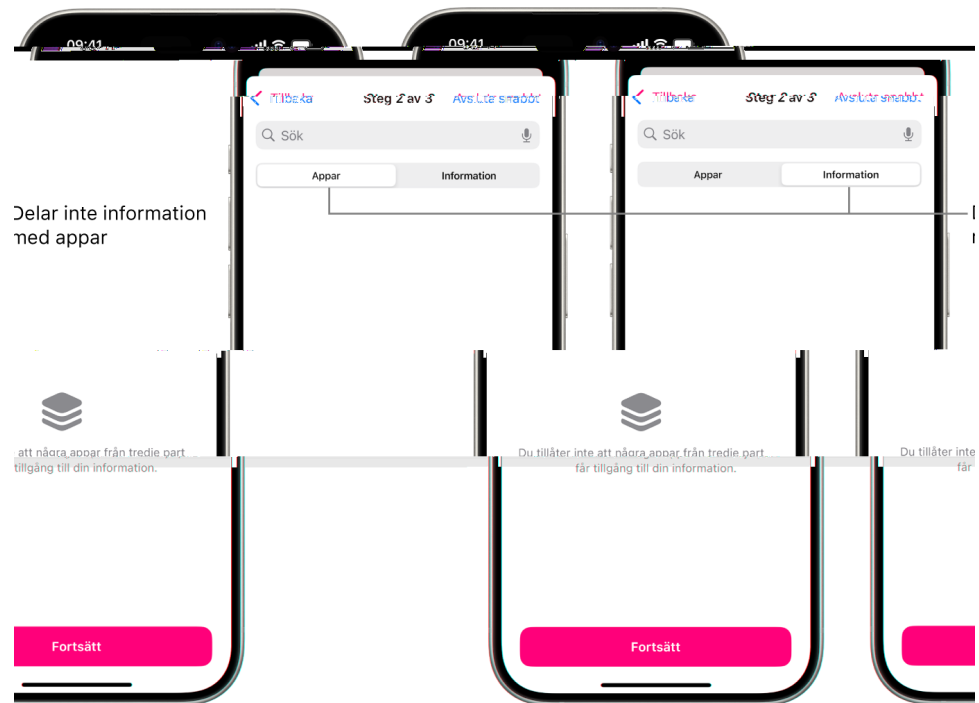 09:41
09:41
Tillbaka Steg 2 av 3 Avsluta snabbt
Tillbaka Steg 2 av 3 Avsluta snabbt
Sök
Sök
Appar Information
Appar Information
Delar inte information
med appar
att några appar från tredje part
tillgång till din information.
Du tillåter inte att några appar från tredje part
får tillgång till din information.
Du tillåter inte
får
Fortsätt
Fortsätt